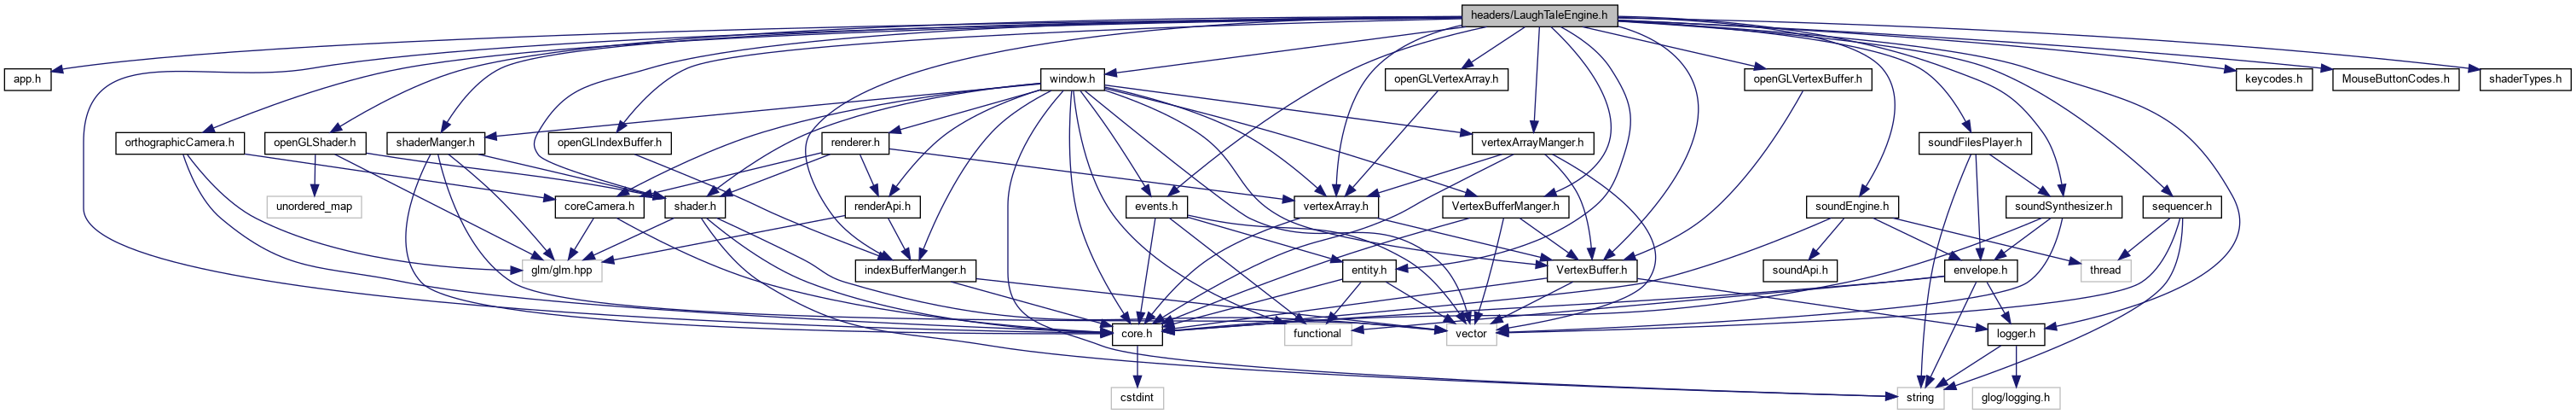 headers/LaughTaleEngine.h
app.h
window.h
openGLVertexArray.h
openGLVertexBuffer.h
keycodes.h
MouseButtonCodes.h
shaderTypes.h
orthographicCamera.h
openGLShader.h
shaderManger.h
openGLIndexBuffer.h
renderer.h
vertexArrayManger.h
soundFilesPlayer.h
unordered_map
coreCamera.h
shader.h
renderApi.h
events.h
vertexArray.h
VertexBufferManger.h
soundEngine.h
soundSynthesizer.h
sequencer.h
glm/glm.hpp
indexBufferManger.h
entity.h
VertexBuffer.h
soundApi.h
envelope.h
thread
core.h
functional
vector
logger.h
cstdint
string
glog/logging.h